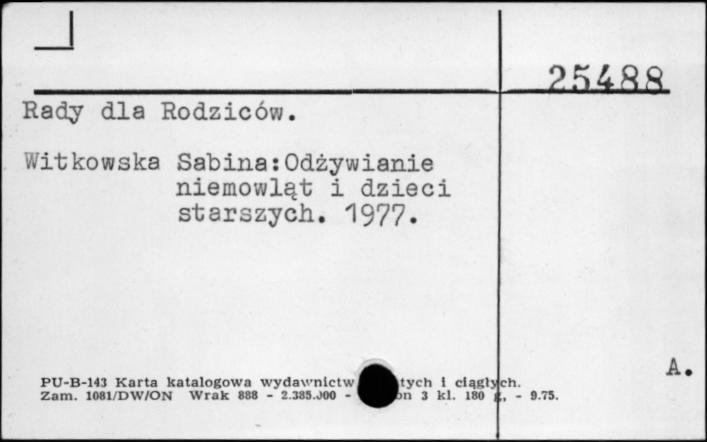 25488
Rady dla Rodziców.
Witkowska Sabina:Odżywianie
niemowląt i dzieci
starszych. 1977.
A.
PU-B-143 Karta katalogowa wydawnictw i ciągłych.
Zam. 1081/DW/ON Wrak 888 - 2.385.000 - 3 kl. 180 g, - 9.75.